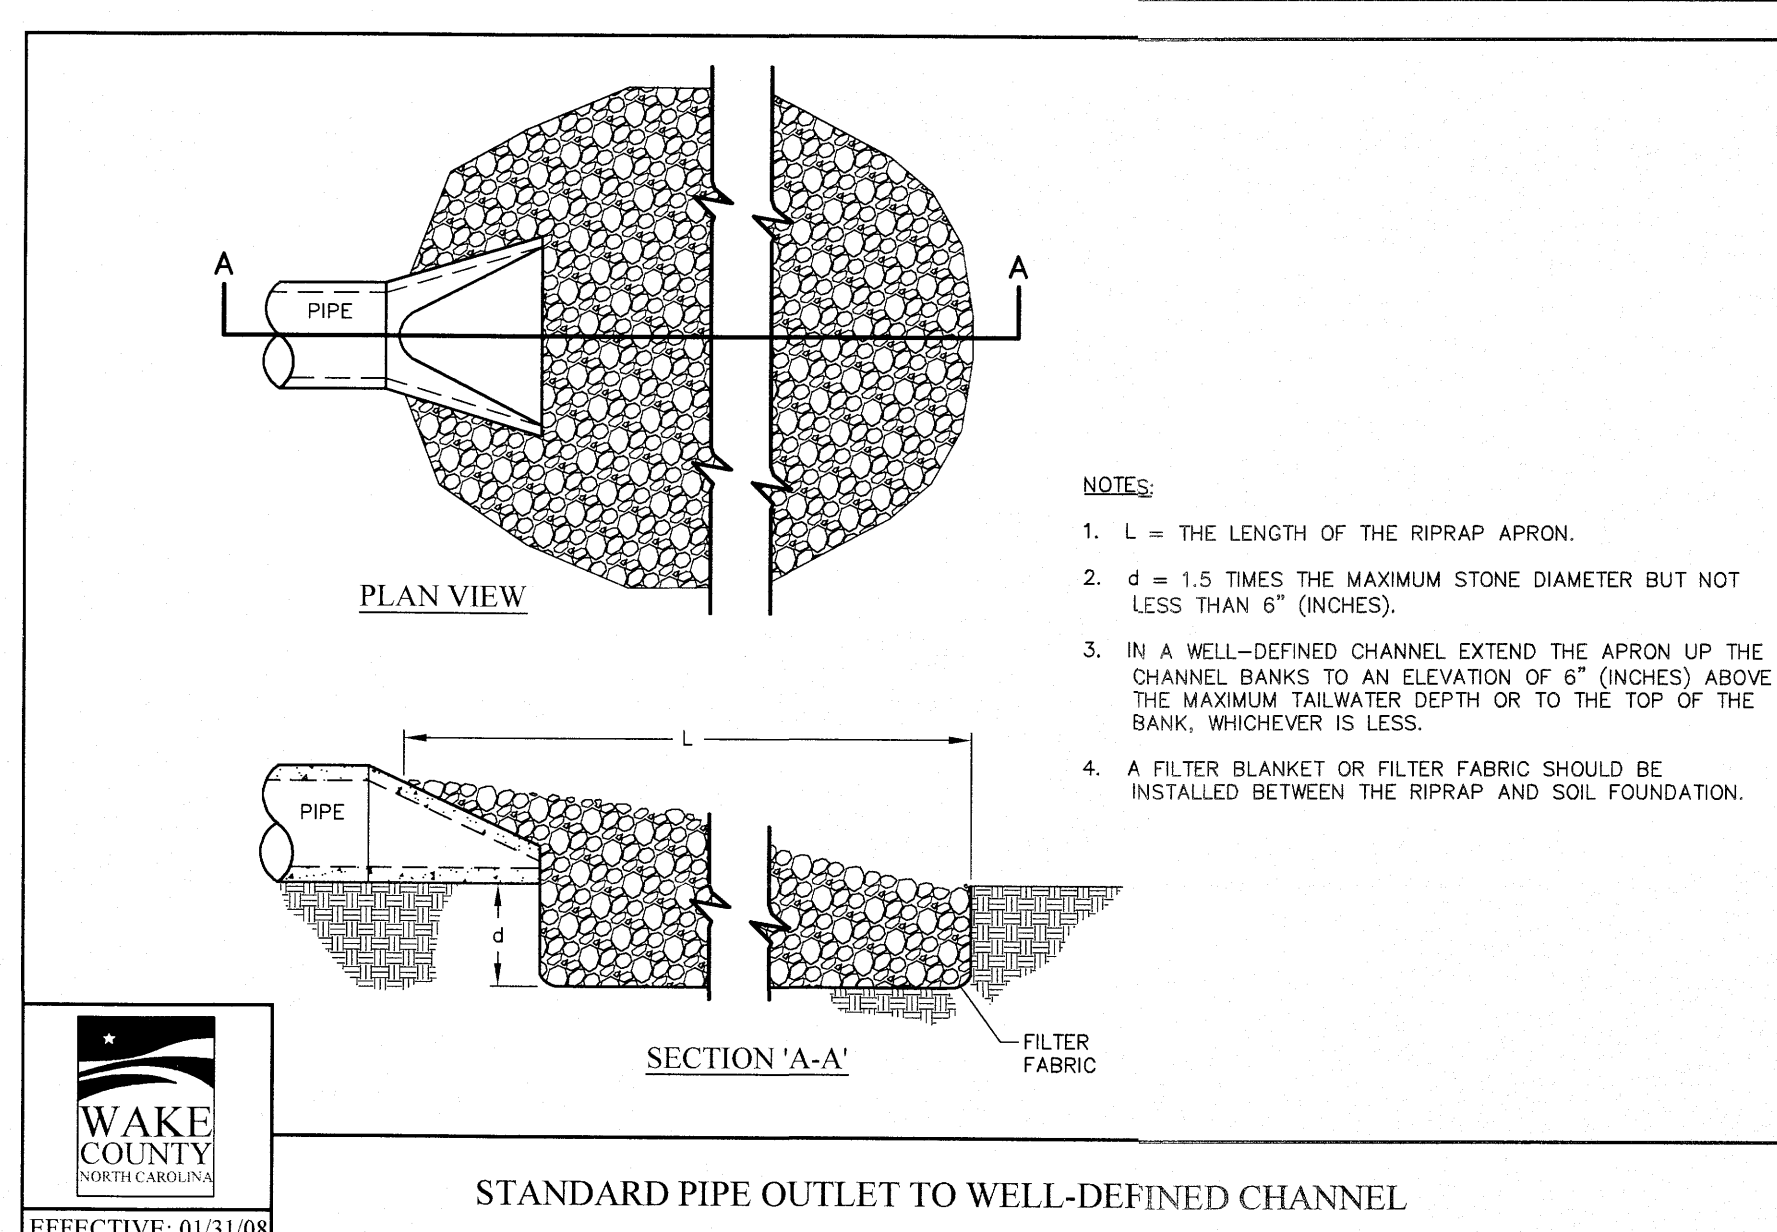 A
A
PIPE
PLAN VIEW
NOTES:
1. L = THE LENGTH OF THE RIPRAP APRON.
2. d = 1.5 TIMES THE MAXIMUM STONE DIAMETER BUT NOT
LESS THAN 6" (INCHES).
3. IN A WELL-DEFINED CHANNEL EXTEND THE APRON UP THE
CHANNEL BANKS TO AN ELEVATION OF 6" (INCHES) ABOVE
THE MAXIMUM TAILWATER DEPTH OR TO THE TOP OF THE
BANK, WHICHEVER IS LESS.
4. A FILTER BLANKET OR FILTER FABRIC SHOULD BE
INSTALLED BETWEEN THE RIPRAP AND SOIL FOUNDATION.
L
PIPE
d
FILTER
FABRIC
SECTION 'A-A'
WAKE
COUNTY
NORTH CAROLINA
EFFECTIVE: 01/31/08
STANDARD PIPE OUTLET TO WELL-DEFINED CHANNEL